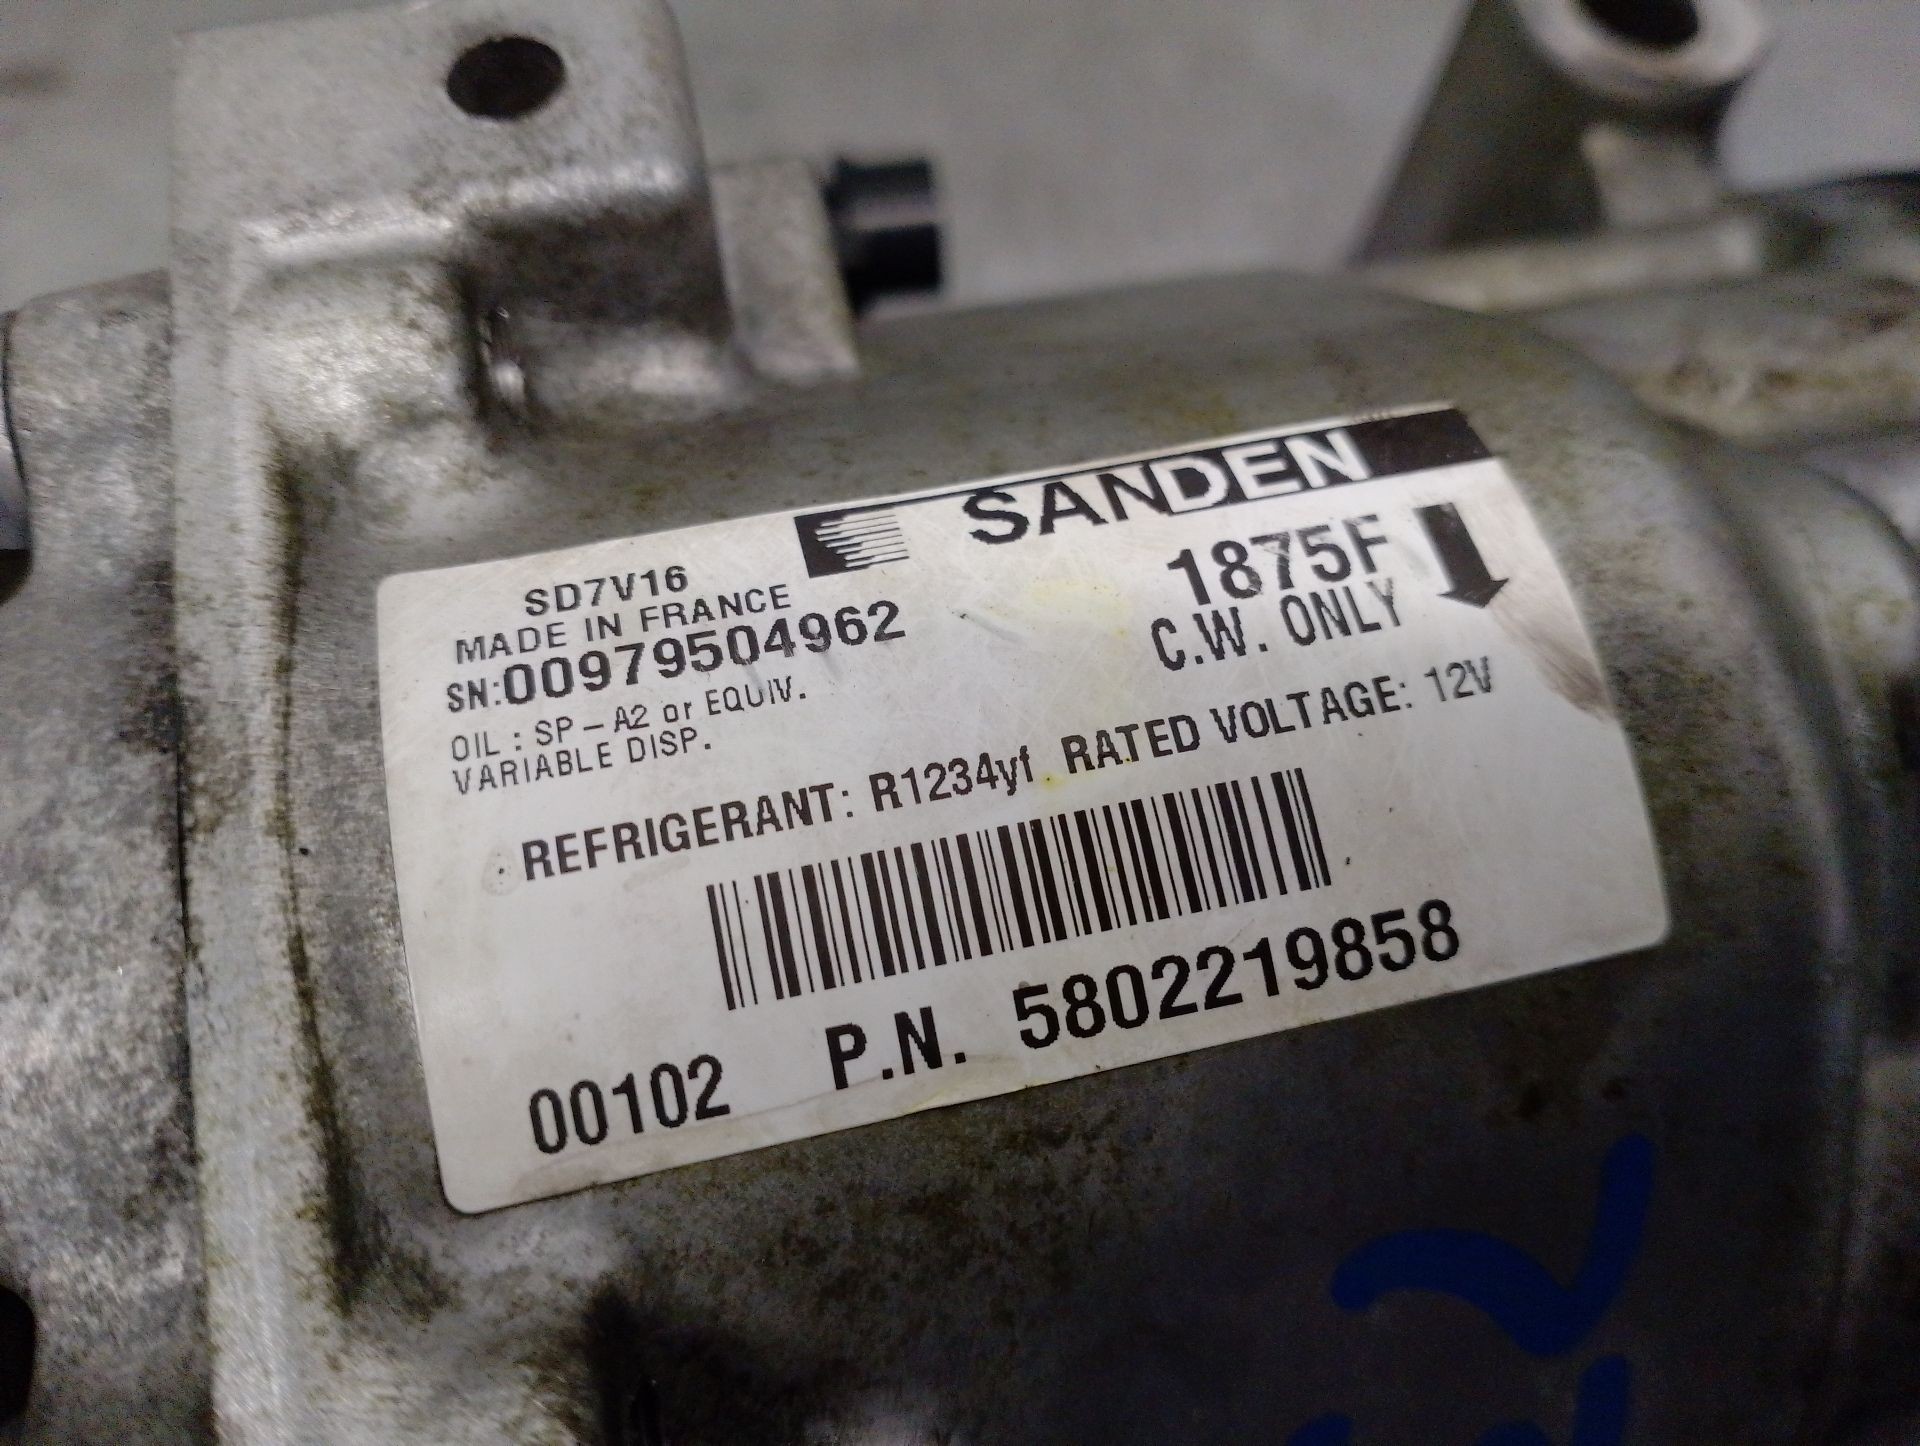 SANDEN
SD7V16
MADE IN FRANCE
SN:00979504962
1875F
C.W. ONLY
OIL : SP - A2 or EQUIV.
VARIABLE DISP.
REFRIGERANT: R1234yf RATED VOLTAGE: 12V
00102 P.N. 5802219858